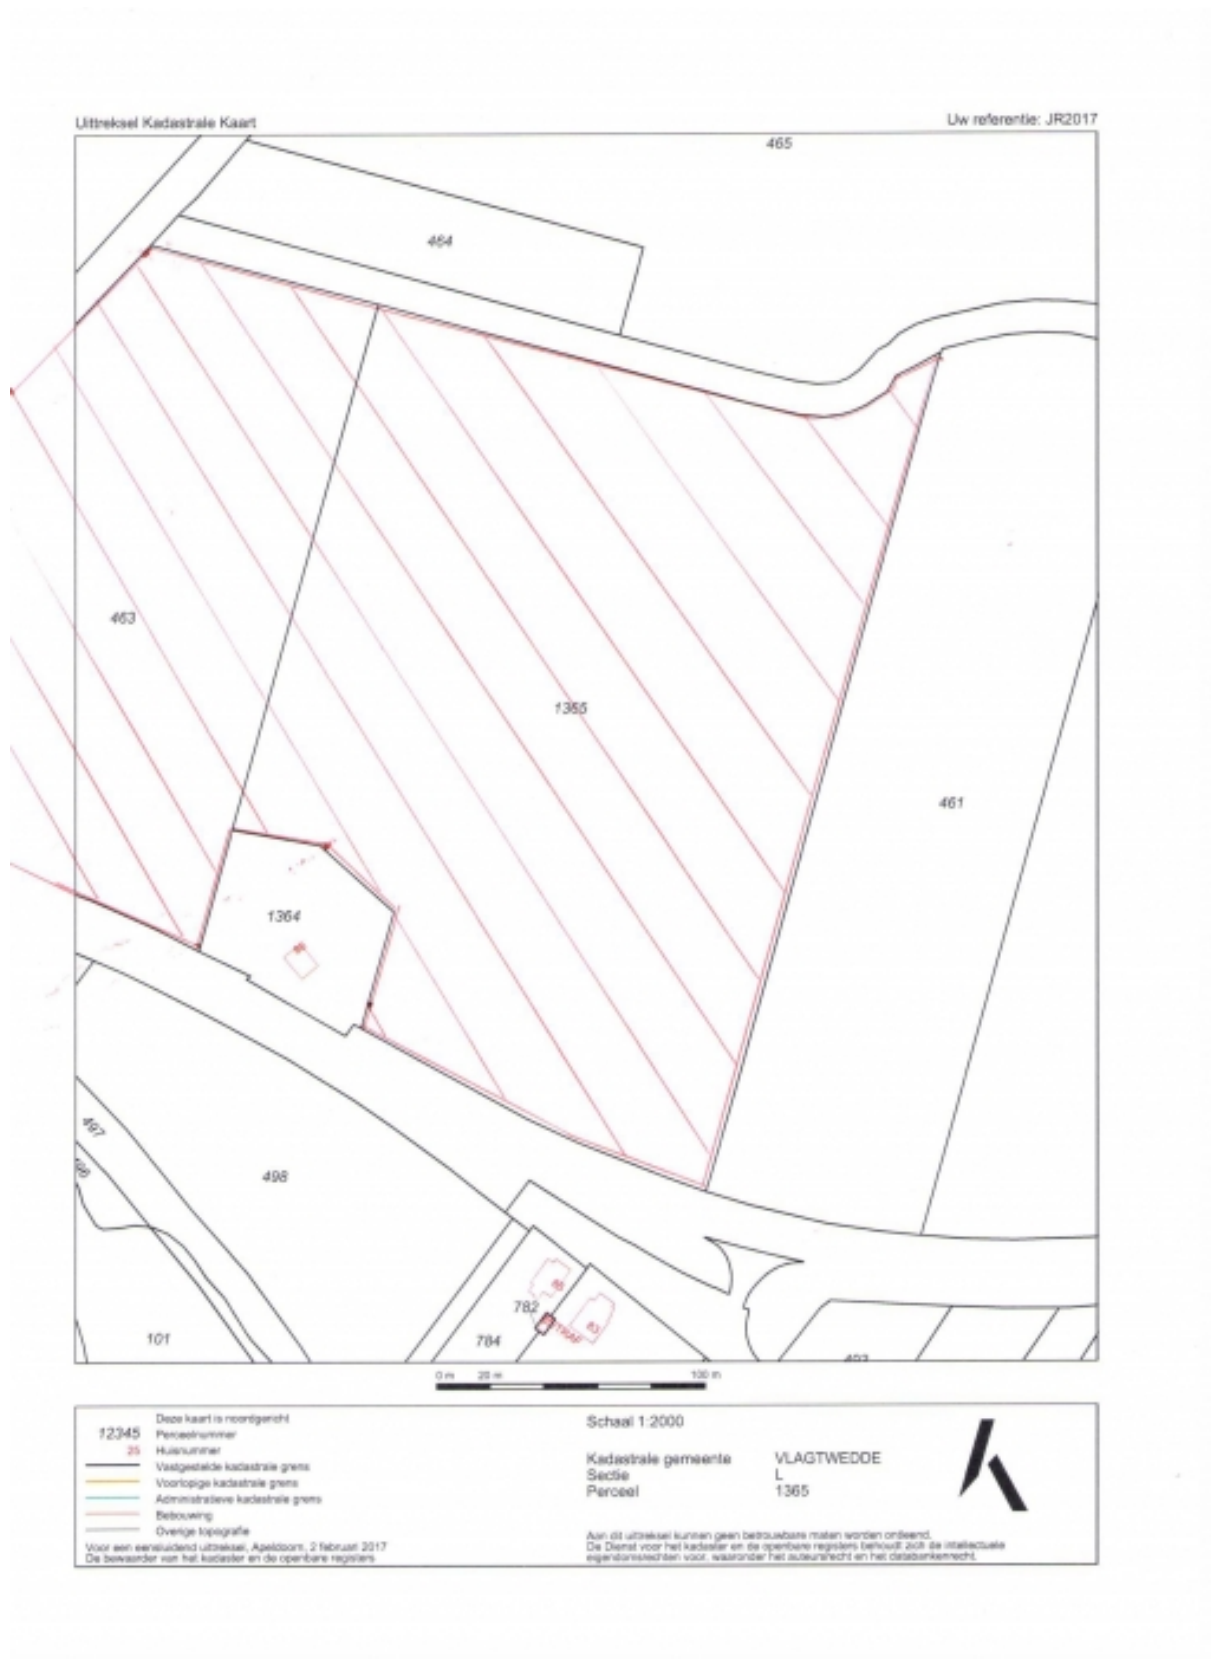 Uittreksel Kadastrale Kaart
Uw referentie: JR2017
465
464
463
1365
461
1364
497
498
782
85
83
TRAF
784
101
493
0 m 20 m 100 m
Deze kaart is noordgericht
12345 Perceelnummer
25 Huisnummer
Vastgestelde kadastrale grens
Voorlopige kadastrale grens
Administratieve kadastrale grens
Bebouwing
Overige topografie
Voor een eensluidend uittreksel, Apeldoorn, 2 februari 2017
De bewaarder van het kadaster en de openbare registers
Schaal 1:2000
Kadastrale gemeente VLAGTWEDDE
Sectie L
Perceel 1365
Aan dit uittreksel kunnen geen betrouwbare maten worden ontleend.
De Dienst voor het kadaster en de openbare registers behoudt zich de intellectuele
eigendomsrechten voor, waaronder het auteursrecht en het databankenrecht.